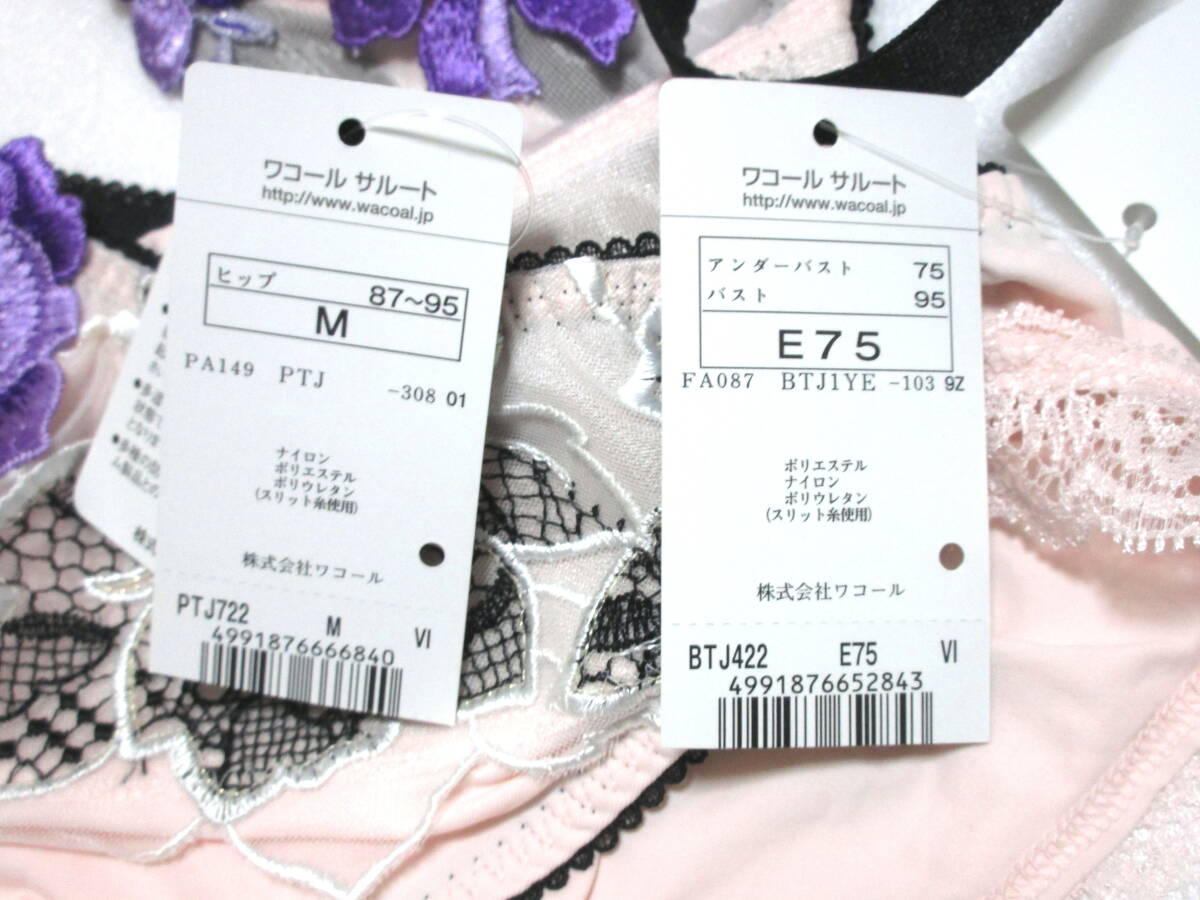 ワコール サルート
http://www.wacoal.jp
ヒップ 87～95
M
PA149 PTJ -308 01
ナイロン
ポリエステル
ポリウレタン
(スリット糸使用)
株式会社ワコール
PTJ722 M VI
4991876666840
ワコール サルート
http://www.wacoal.jp
アンダーバスト 75
バスト 95
E75
FA087 BTJ1YE -103 9Z
ポリエステル
ナイロン
ポリウレタン
(スリット糸使用)
株式会社ワコール
BTJ422 E75 VI
4991876652843